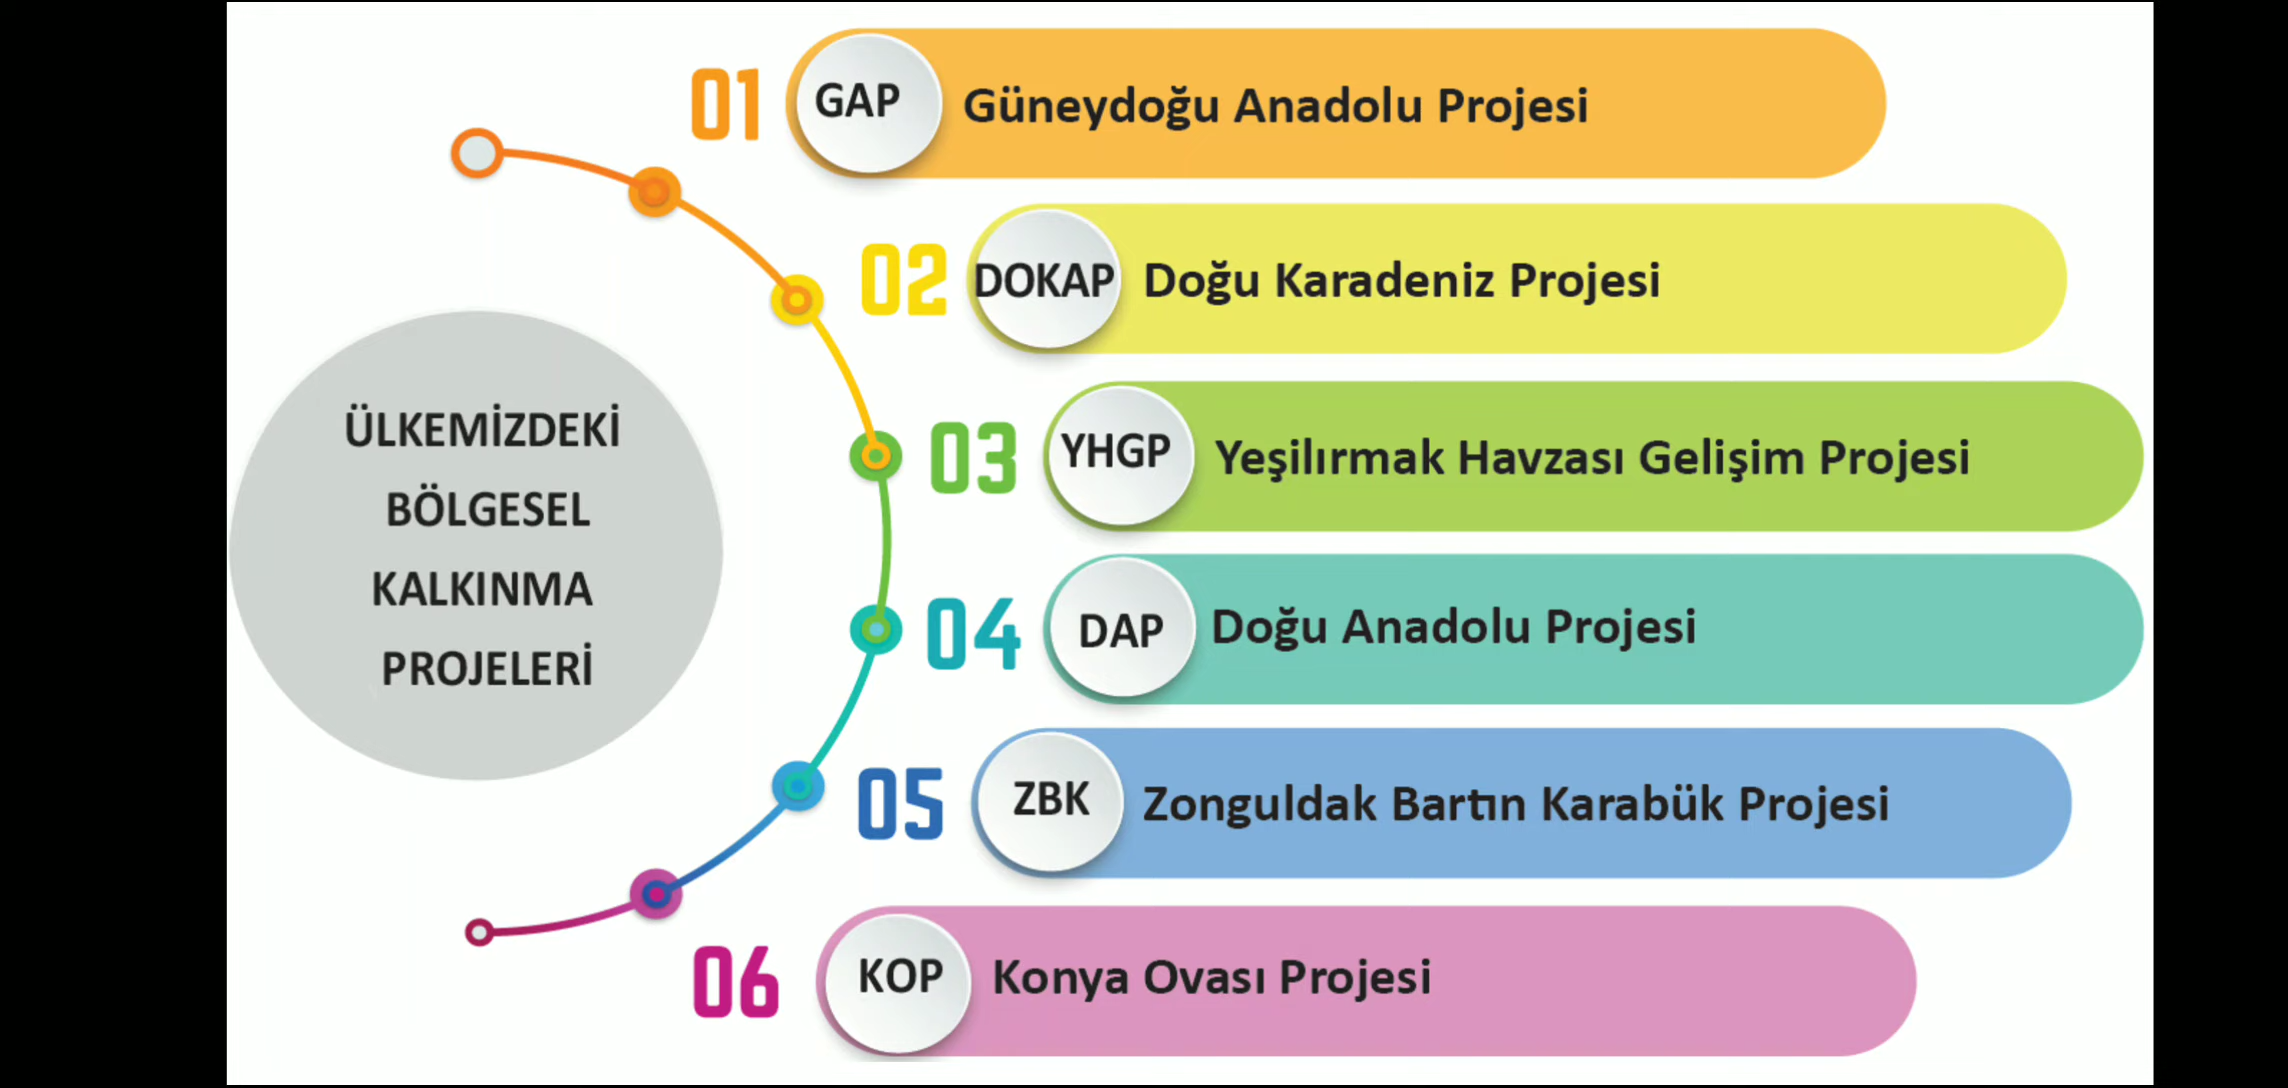 ÜLKEMİZDEKİ
BÖLGESEL
KALKINMA
PROJELERİ
01 GAP Güneydoğu Anadolu Projesi
02 DOKAP Doğu Karadeniz Projesi
03 YHGP Yeşilırmak Havzası Gelişim Projesi
04 DAP Doğu Anadolu Projesi
05 ZBK Zonguldak Bartın Karabük Projesi
06 KOP Konya Ovası Projesi